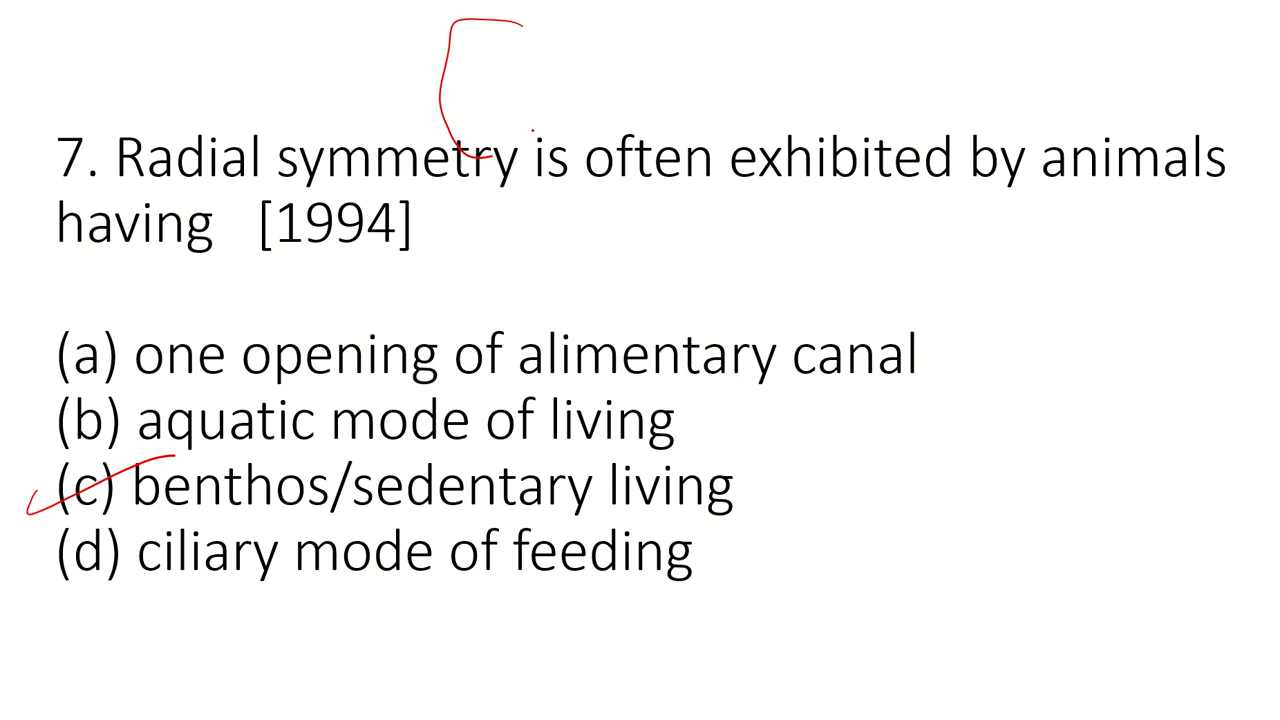 7. Radial symmetry is often exhibited by animals
having [1994]
(a) one opening of alimentary canal
(b) aquatic mode of living
(c) benthos/sedentary living
(d) ciliary mode of feeding